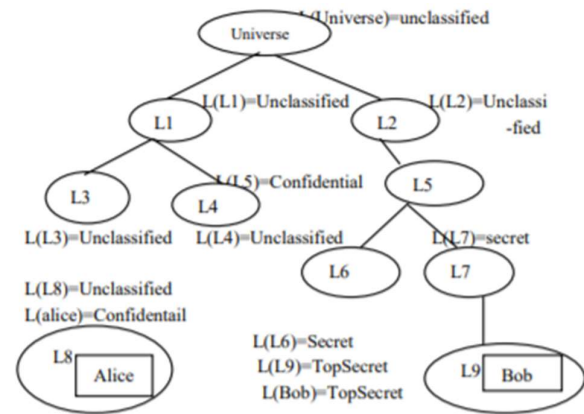 L(Universe)=unclassified
Universe
L(L1)=Unclassified
L(L2)=Unclassi
-fied
L1
L2
L(L5)=Confidential
L3
L4
L5
L(L3)=Unclassified
L(L4)=Unclassified
L(L7)=secret
L6
L7
L(L8)=Unclassified
L(alice)=Confidentail
L(L6)=Secret
L(L9)=TopSecret
L(Bob)=TopSecret
L8
Alice
L9
Bob